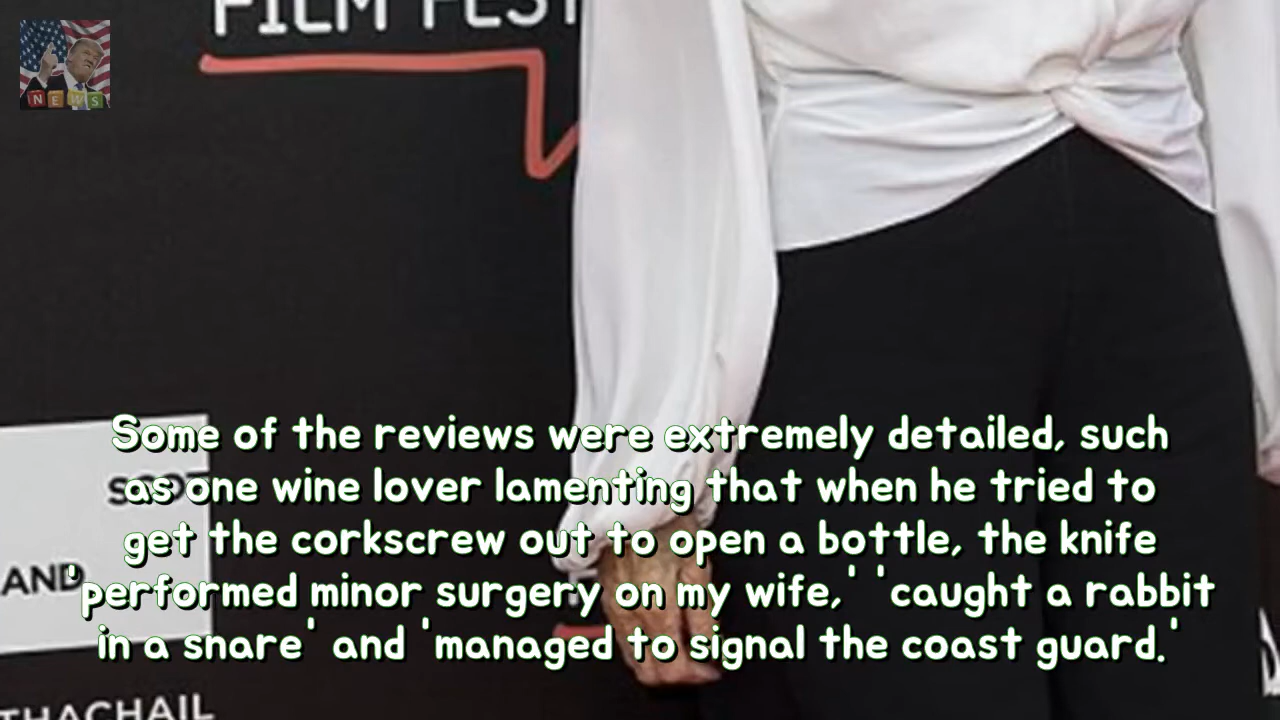 FILM FEST
NEWS
Some of the reviews were extremely detailed, such
as one wine lover lamenting that when he tried to
get the corkscrew out to open a bottle, the knife
'performed minor surgery on my wife,' 'caught a rabbit
in a snare' and 'managed to signal the coast guard.'
AND
THACHAIL